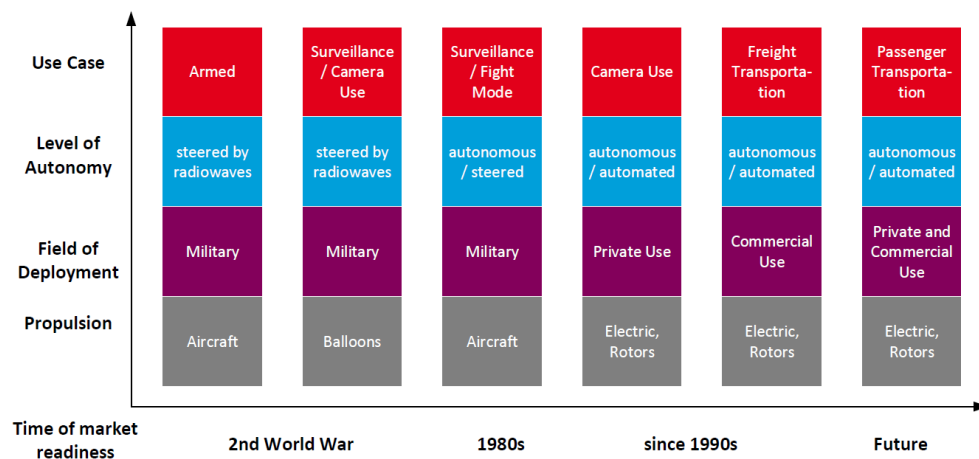 Use Case
Armed
Surveillance
/ Camera
Use
Surveillance
/ Fight
Mode
Camera Use
Freight
Transporta-
tion
Passenger
Transporta-
tion
Level of
Autonomy
steered by
radiowaves
steered by
radiowaves
autonomous
/ steered
autonomous
/ automated
autonomous
/ automated
autonomous
/ automated
Field of
Deployment
Military
Military
Military
Private Use
Commercial
Use
Private and
Commercial
Use
Propulsion
Aircraft
Balloons
Aircraft
Electric,
Rotors
Electric,
Rotors
Electric,
Rotors
Time of market
readiness
2nd World War
1980s
since 1990s
Future